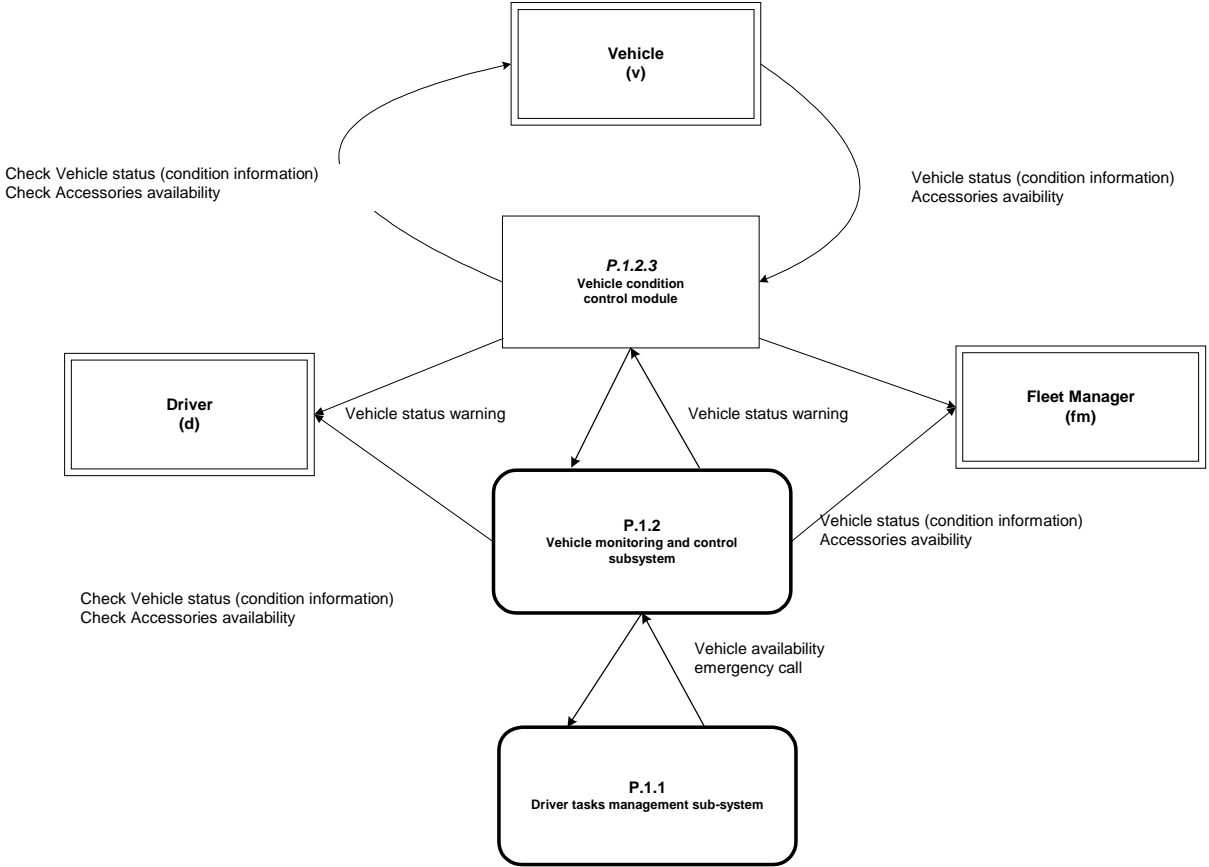 Vehicle
(v)
Check Vehicle status (condition information)
Check Accessories availability
Vehicle status (condition information)
Accessories avaibility
P.1.2.3
Vehicle condition
control module
Driver
(d)
Vehicle status warning
Vehicle status warning
Fleet Manager
(fm)
P.1.2
Vehicle monitoring and control
subsystem
Vehicle status (condition information)
Accessories avaibility
Check Vehicle status (condition information)
Check Accessories availability
Vehicle availability
emergency call
P.1.1
Driver tasks management sub-system